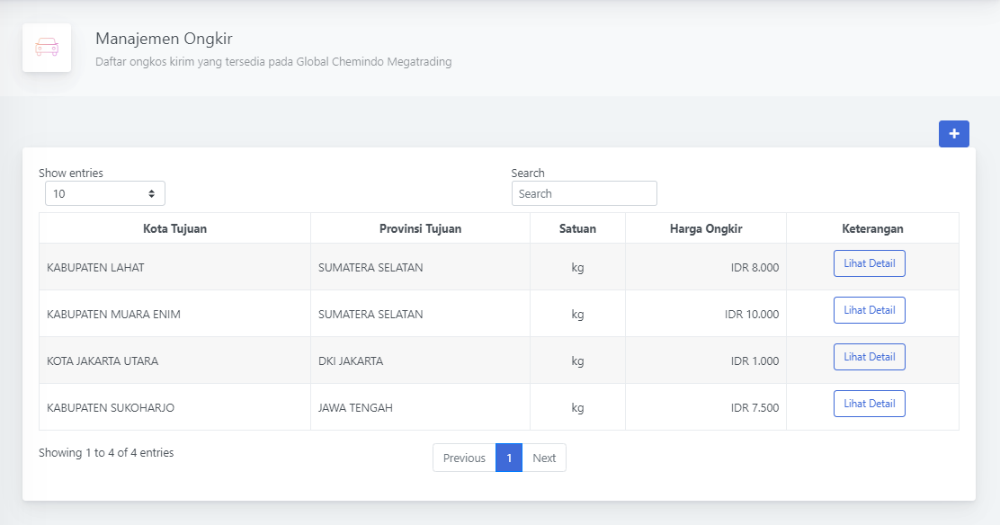 Manajemen Ongkir
Daftar ongkos kirim yang tersedia pada Global Chemindo Megatrading
+
Show entries
10
Search
Search
Kota Tujuan Provinsi Tujuan Satuan Harga Ongkir Keterangan
KABUPATEN LAHAT SUMATERA SELATAN kg IDR 8.000 Lihat Detail
KABUPATEN MUARA ENIM SUMATERA SELATAN kg IDR 10.000 Lihat Detail
KOTA JAKARTA UTARA DKI JAKARTA kg IDR 1.000 Lihat Detail
KABUPATEN SUKOHARJO JAWA TENGAH kg IDR 7.500 Lihat Detail
Showing 1 to 4 of 4 entries
Previous 1 Next